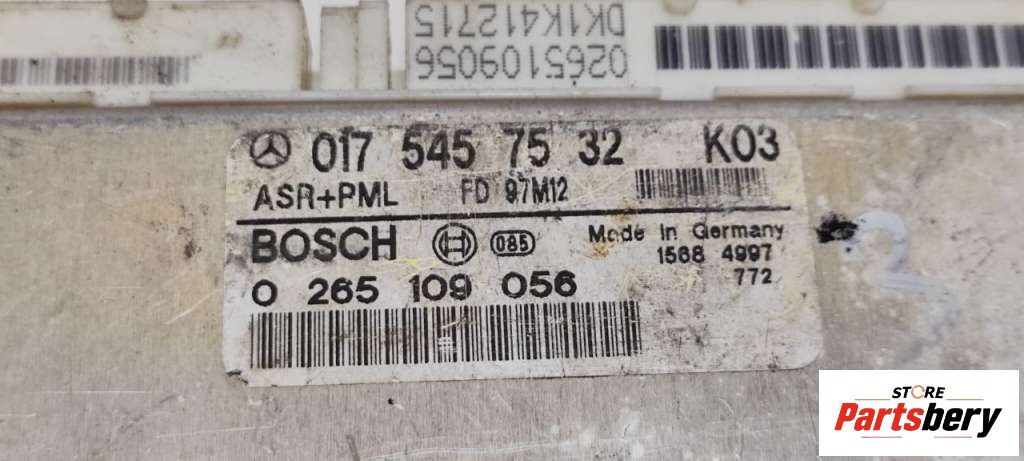 0265109056
DK1K412715
017 545 75 32 K03
ASR+PML FD 97M12
BOSCH 085 Made in Germany
1568 4997
0 265 109 056 772
STORE
Partsbery